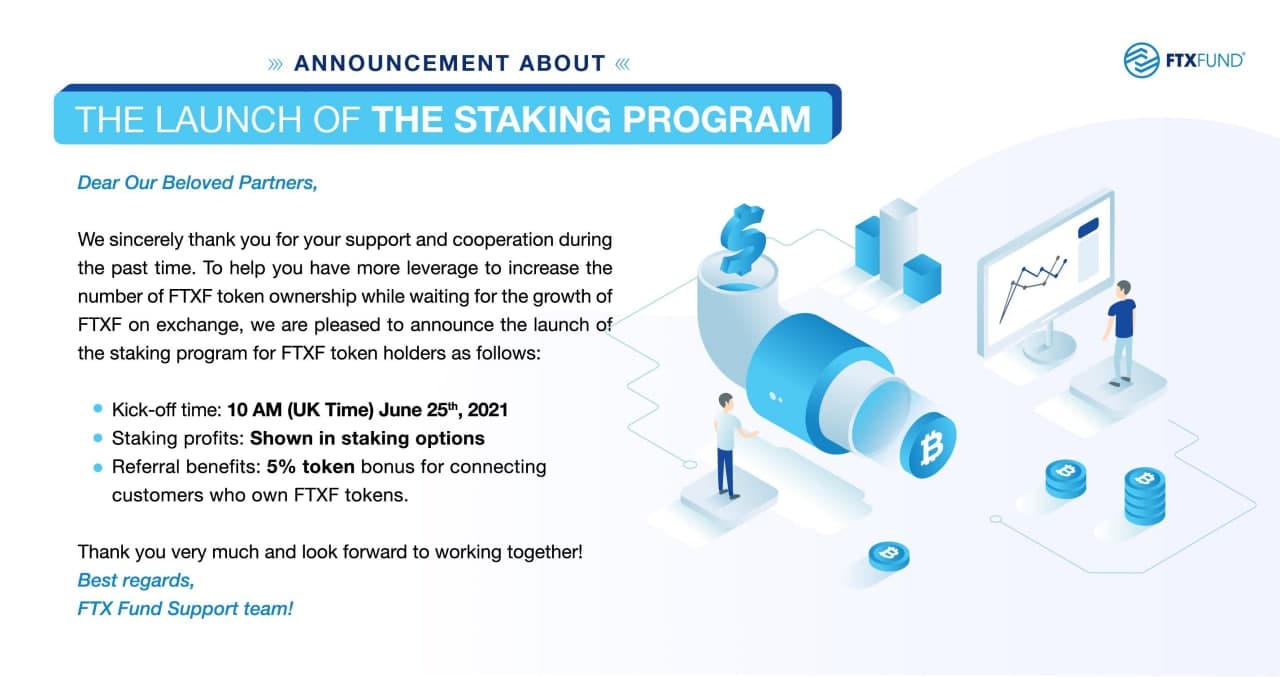 ANNOUNCEMENT ABOUT
FTXFUND
THE LAUNCH OF THE STAKING PROGRAM
Dear Our Beloved Partners,
We sincerely thank you for your support and cooperation during
the past time. To help you have more leverage to increase the
number of FTXF token ownership while waiting for the growth of
FTXF on exchange, we are pleased to announce the launch of
the staking program for FTXF token holders as follows:
Kick-off time: 10 AM (UK Time) June 25th, 2021
Staking profits: Shown in staking options
Referral benefits: 5% token bonus for connecting
customers who own FTXF tokens.
Thank you very much and look forward to working together!
Best regards,
FTX Fund Support team!